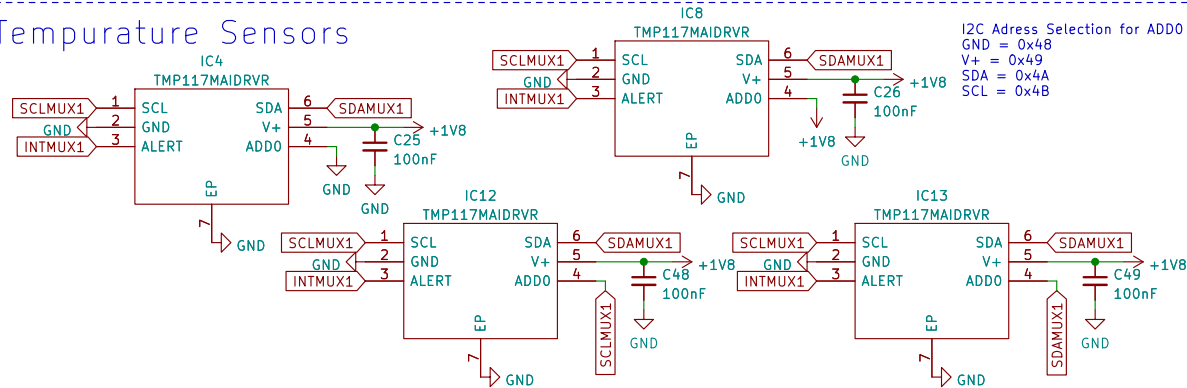 Tempurature Sensors
I2C Adress Selection for ADD0
GND = 0x48
V+ = 0x49
SDA = 0x4A
SCL = 0x4B
IC4
TMP117MAIDRVR
SCLMUX1 1 SCL SDA 6 SDAMUX1
GND 2 GND V+ 5 +1V8
INTMUX1 3 ALERT ADD0 4
C25
100nF
GND
GND
EP
7
GND
IC8
TMP117MAIDRVR
SCLMUX1 1 SCL SDA 6 SDAMUX1
GND 2 GND V+ 5 +1V8
INTMUX1 3 ALERT ADD0 4
C26
100nF
+1V8
GND
EP
7
GND
IC12
TMP117MAIDRVR
SCLMUX1 1 SCL SDA 6 SDAMUX1
GND 2 GND V+ 5 +1V8
INTMUX1 3 ALERT ADD0 4
C48
100nF
SCLMUX1
GND
EP
7
GND
IC13
TMP117MAIDRVR
SCLMUX1 1 SCL SDA 6 SDAMUX1
GND 2 GND V+ 5 +1V8
INTMUX1 3 ALERT ADD0 4
C49
100nF
SDAMUX1
GND
EP
7
GND